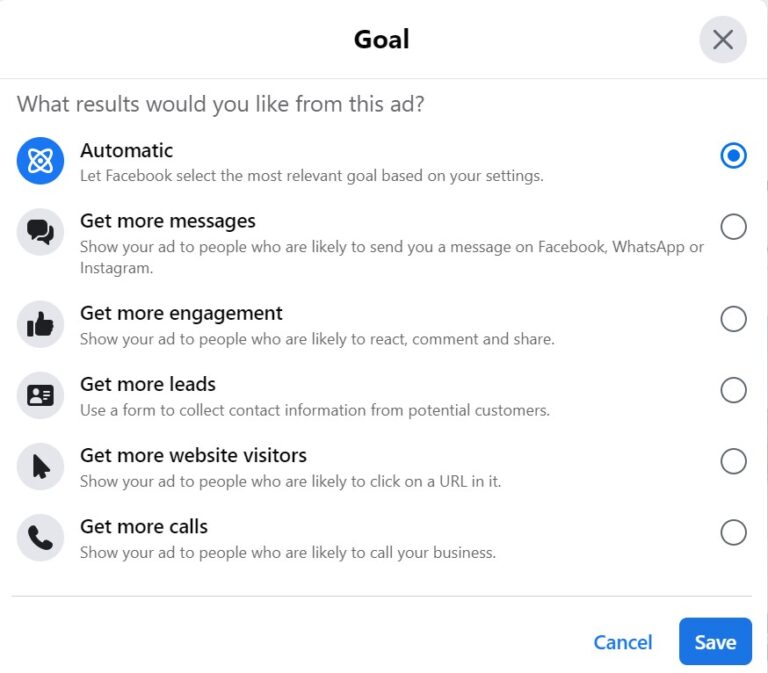 Goal
What results would you like from this ad?
Automatic
Let Facebook select the most relevant goal based on your settings.
Get more messages
Show your ad to people who are likely to send you a message on Facebook, WhatsApp or
Instagram.
Get more engagement
Show your ad to people who are likely to react, comment and share.
Get more leads
Use a form to collect contact information from potential customers.
Get more website visitors
Show your ad to people who are likely to click on a URL in it.
Get more calls
Show your ad to people who are likely to call your business.
Cancel
Save